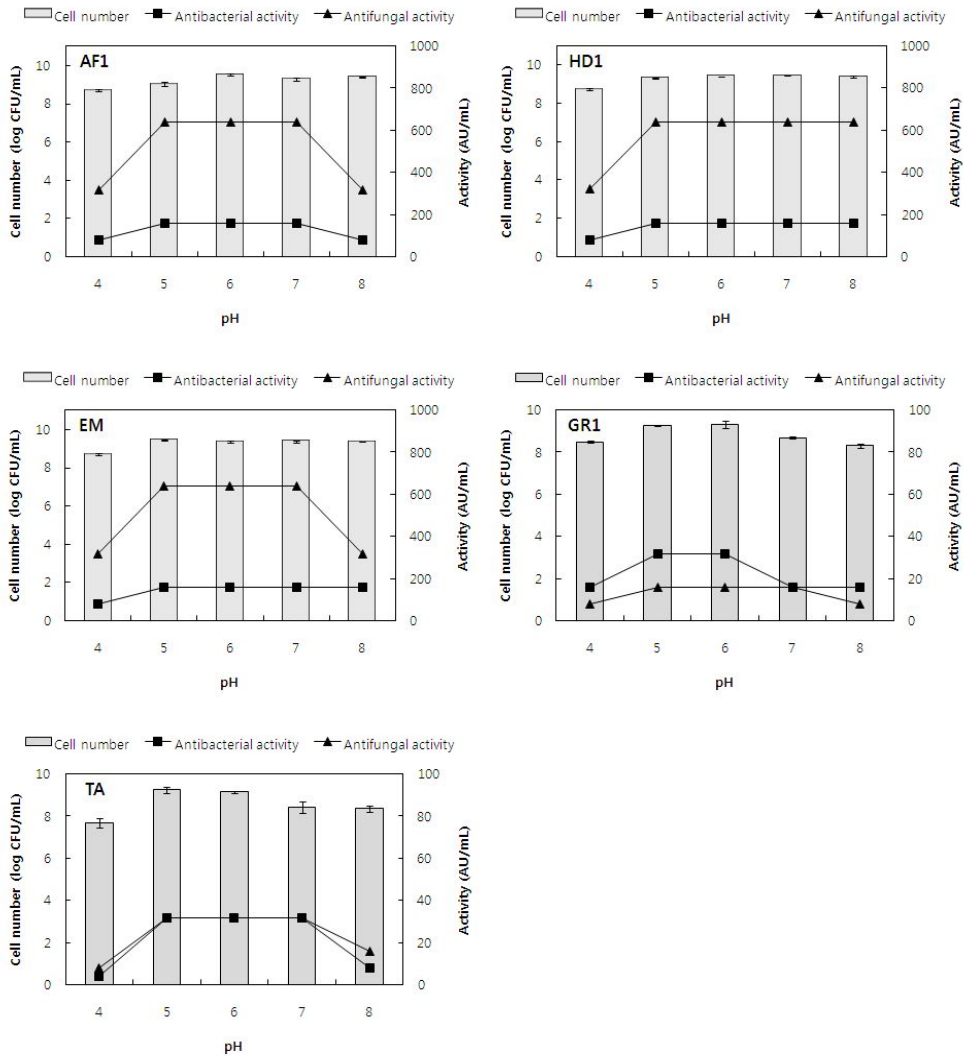 Cell number Antibacterial activity Antifungal activity
AF1
Cell number (log CFU/mL)
10
8
6
4
2
0
1000
800
600
400
200
0
Activity (AU/mL)
4 5 6 7 8
pH
Cell number Antibacterial activity Antifungal activity
HD1
Cell number (log CFU/mL)
10
8
6
4
2
0
1000
800
600
400
200
0
Activity (AU/mL)
4 5 6 7 8
pH
Cell number Antibacterial activity Antifungal activity
EM
Cell number (log CFU/mL)
10
8
6
4
2
0
1000
800
600
400
200
0
Activity (AU/mL)
4 5 6 7 8
pH
Cell number Antibacterial activity Antifungal activity
GR1
Cell number (log CFU/mL)
10
8
6
4
2
0
100
80
60
40
20
0
Activity (AU/mL)
4 5 6 7 8
pH
Cell number Antibacterial activity Antifungal activity
TA
Cell number (log CFU/mL)
10
8
6
4
2
0
100
80
60
40
20
0
Activity (AU/mL)
4 5 6 7 8
pH